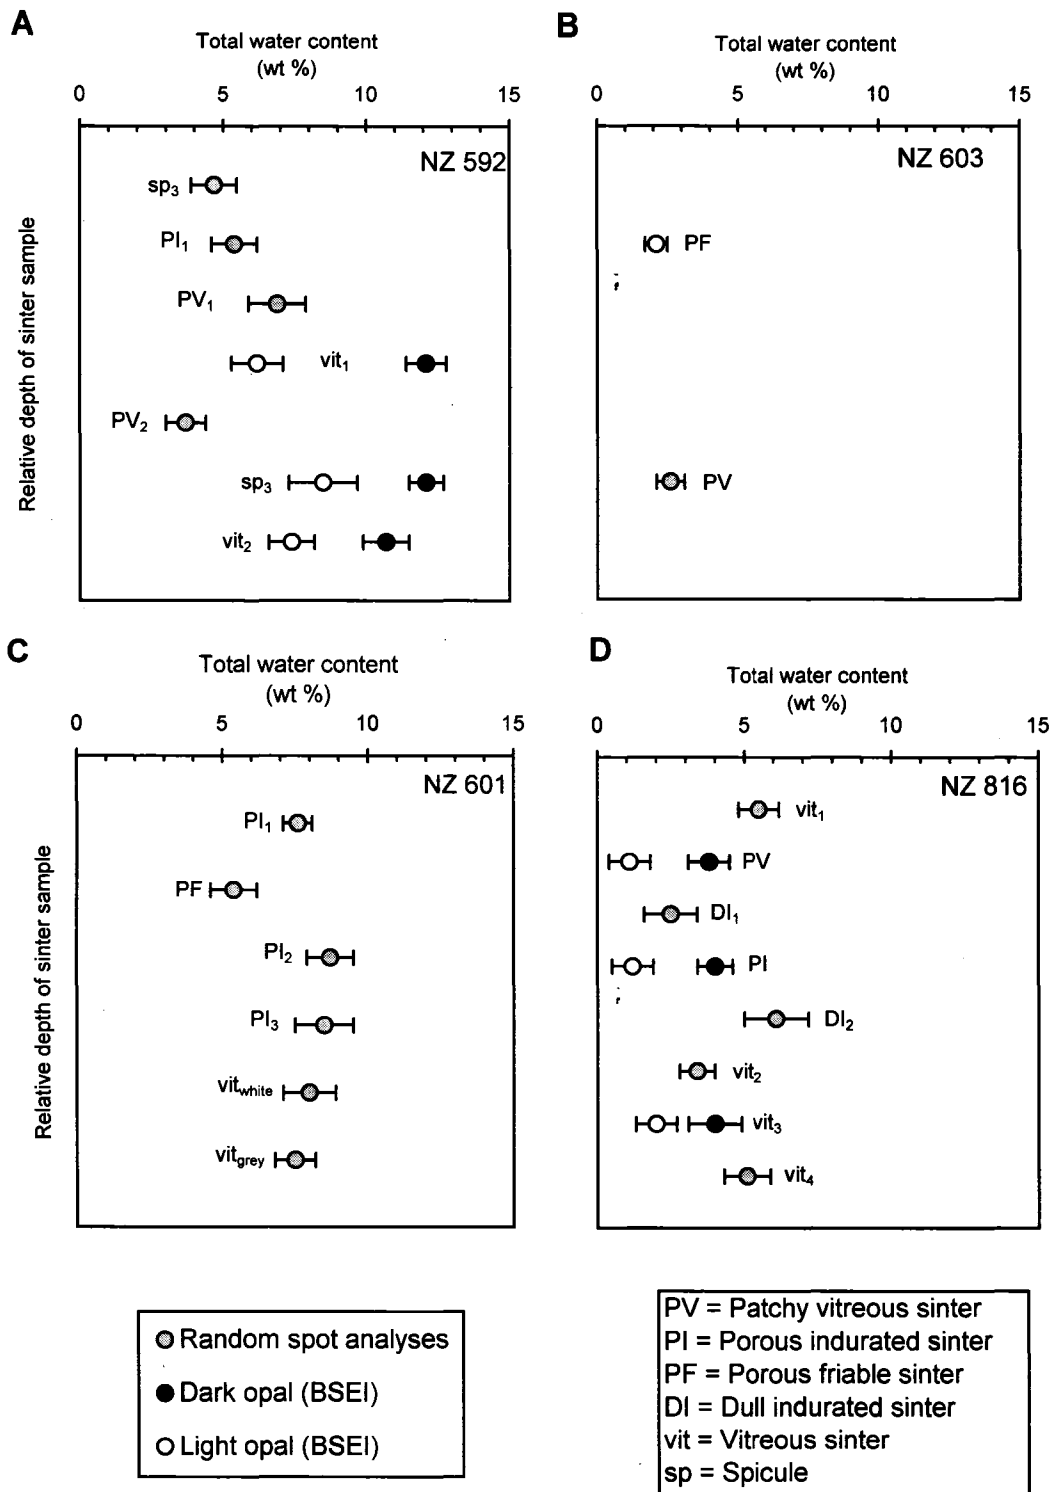 A
Total water content
(wt %)
0 5 10 15
NZ 592
sp3
PI1
PV1
vit1
PV2
sp3
vit2
Relative depth of sinter sample
B
Total water content
(wt %)
0 5 10 15
NZ 603
PF
PV
C
Total water content
(wt %)
0 5 10 15
NZ 601
PI1
PF
PI2
PI3
vitwhite
vitgrey
Relative depth of sinter sample
D
Total water content
(wt %)
0 5 10 15
NZ 816
vit1
PV
DI1
PI
DI2
vit2
vit3
vit4
Random spot analyses
Dark opal (BSEI)
Light opal (BSEI)
PV = Patchy vitreous sinter
PI = Porous indurated sinter
PF = Porous friable sinter
DI = Dull indurated sinter
vit = Vitreous sinter
sp = Spicule